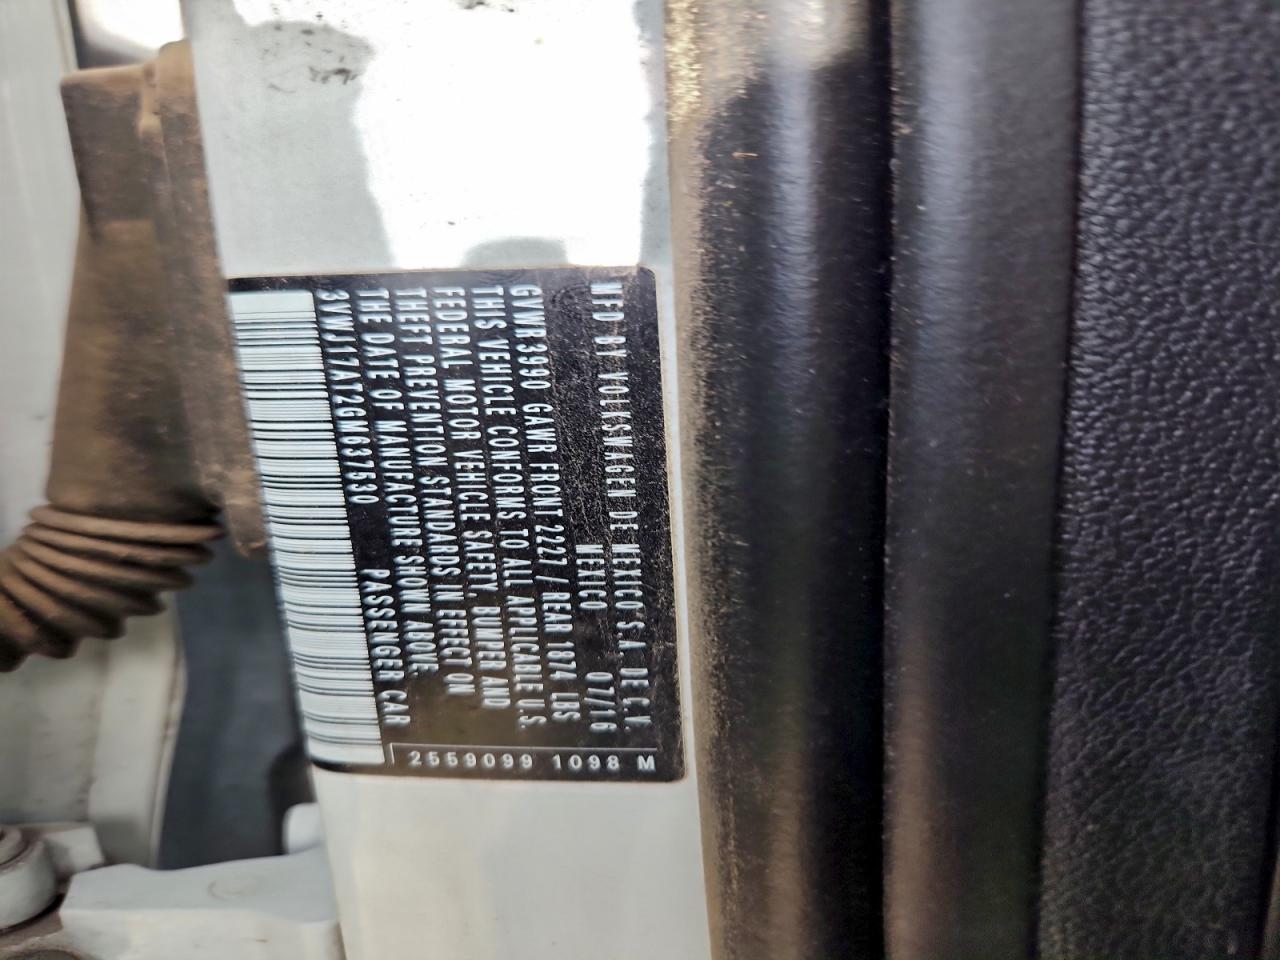 MFD BY VOLKSWAGEN DE MEXICO S.A. DE C.V.
MEXICO 07/16
GVWR 3990 GAWR FRONT 2227 / REAR 1874 LBS
THIS VEHICLE CONFORMS TO ALL APPLICABLE U.S.
FEDERAL MOTOR VEHICLE SAFETY, BUMPER AND
THEFT PREVENTION STANDARDS IN EFFECT ON
THE DATE OF MANUFACTURE SHOWN ABOVE.
3VWJ17AT2GM637530 PASSENGER CAR
2559099 1098 M